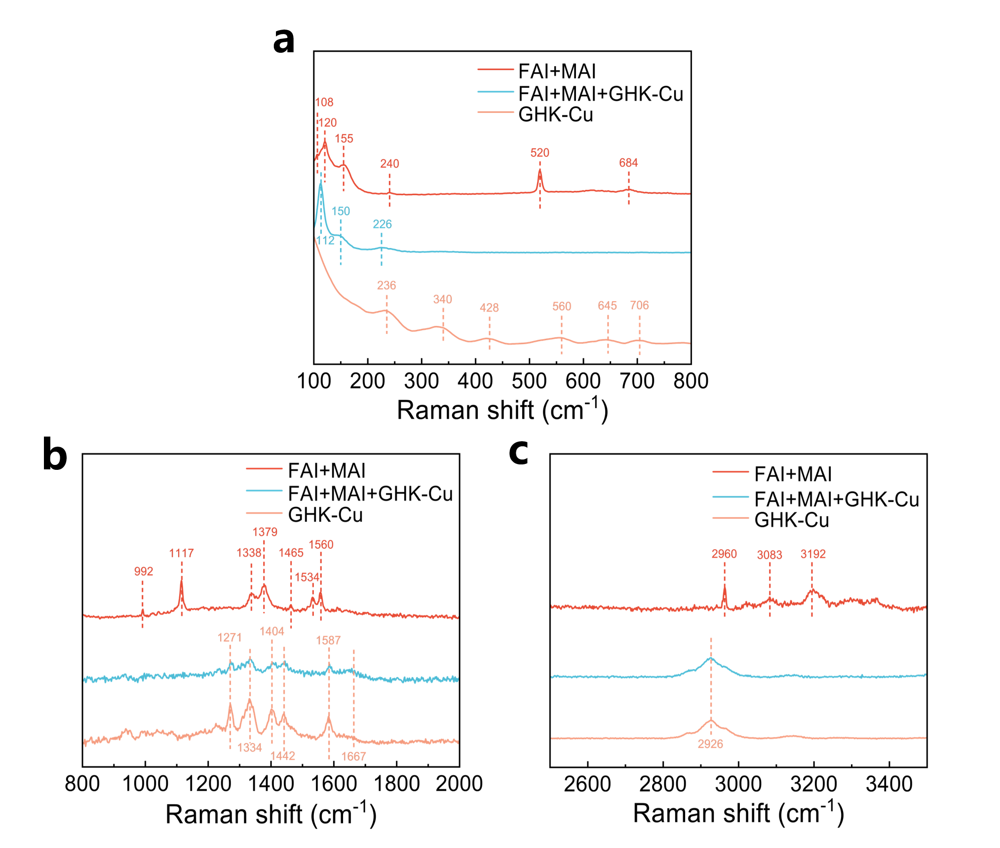 a
FAI+MAI
FAI+MAI+GHK-Cu
GHK-Cu
108
120
155
240
520
684
112
150
226
236
340
428
560
645
706
100 200 300 400 500 600 700 800
Raman shift (cm⁻¹)
b
FAI+MAI
FAI+MAI+GHK-Cu
GHK-Cu
992
1117
1338
1379
1465
1534
1560
1271
1404
1587
1334
1442
1667
800 1000 1200 1400 1600 1800 2000
Raman shift (cm⁻¹)
c
FAI+MAI
FAI+MAI+GHK-Cu
GHK-Cu
2960
3083
3192
2926
2600 2800 3000 3200 3400
Raman shift (cm⁻¹)